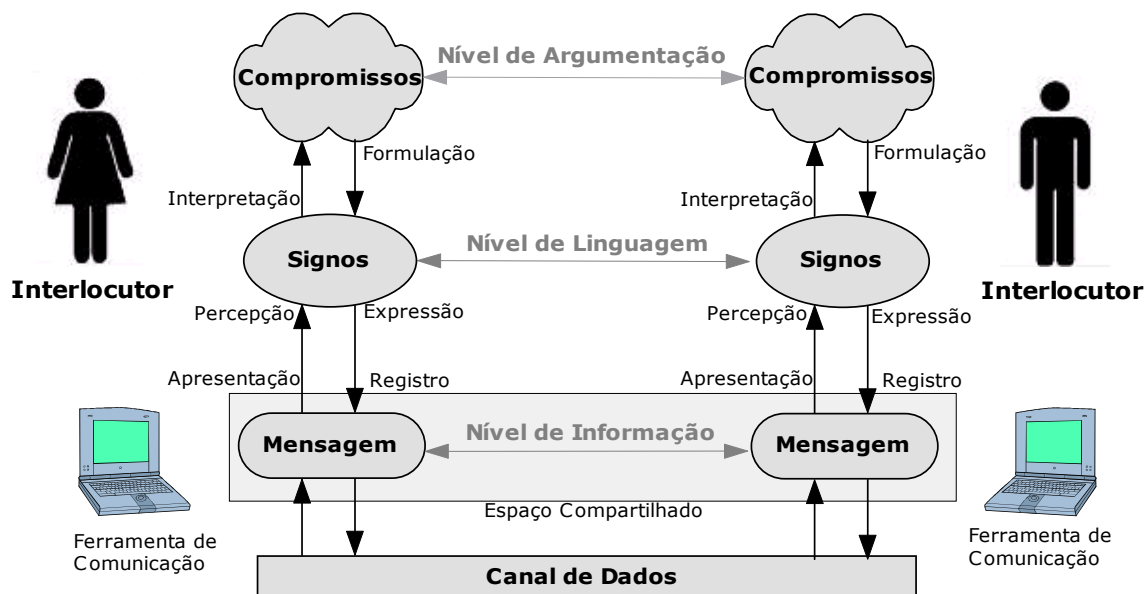 Nível de Argumentação
Compromissos
Compromissos
Formulação
Formulação
Interpretação
Interpretação
Nível de Linguagem
Signos
Signos
Interlocutor
Interlocutor
Percepção
Expressão
Percepção
Expressão
Apresentação
Registro
Apresentação
Registro
Mensagem
Nível de Informação
Mensagem
Espaço Compartilhado
Ferramenta de
Comunicação
Ferramenta de
Comunicação
Canal de Dados